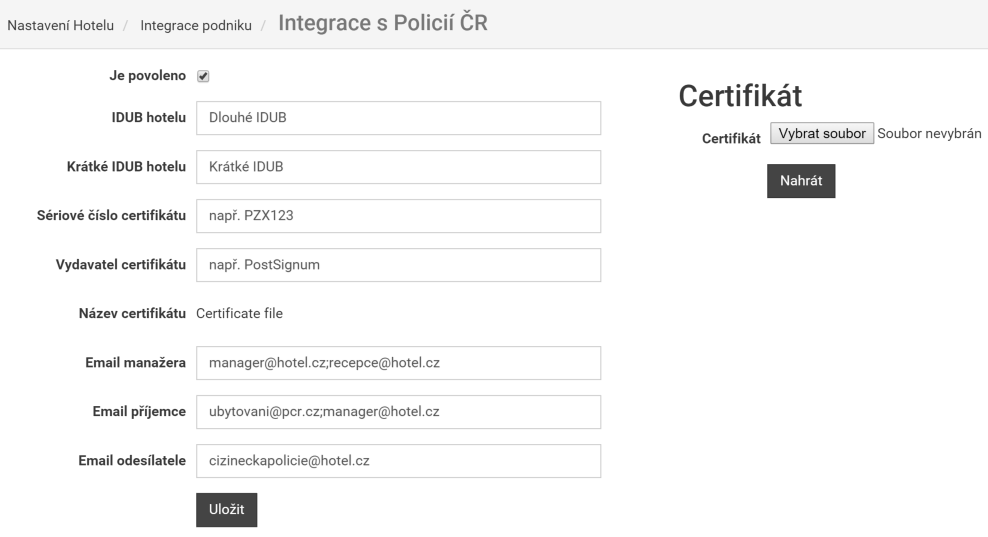 Nastavení Hotelu / Integrace podniku / Integrace s Policií ČR
Je povoleno
IDUB hotelu Dlouhé IDUB
Krátké IDUB hotelu Krátké IDUB
Sériové číslo certifikátu např. PZX123
Vydavatel certifikátu např. PostSignum
Název certifikátu Certificate file
Email manažera manager@hotel.cz;recepce@hotel.cz
Email příjemce ubytovani@pcr.cz;manager@hotel.cz
Email odesílatele cizineckapolicie@hotel.cz
Uložit
Certifikát
Certifikát Vybrat soubor Soubor nevybrán
Nahrát